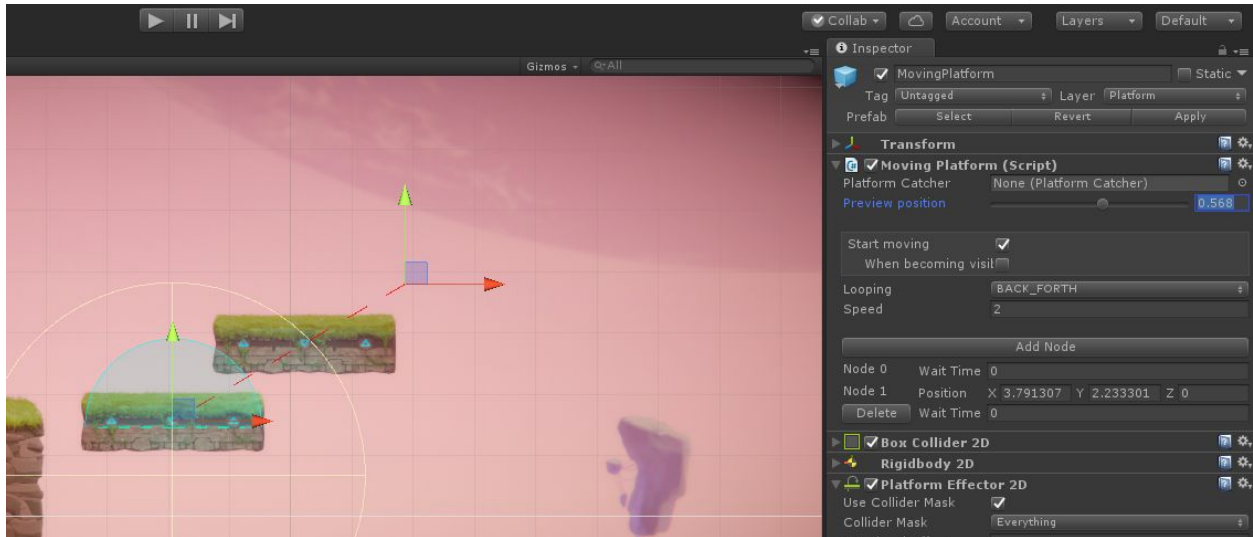 Collab
Account
Layers
Default
Inspector
Gizmos
All
MovingPlatform
Static
Tag Untagged Layer Platform
Prefab Select Revert Apply
Transform
Moving Platform (Script)
Platform Catcher None (Platform Catcher)
Preview position 0.568
Start moving
When becoming visil
Looping BACK_FORTH
Speed 2
Add Node
Node 0 Wait Time 0
Node 1 Position X 3.791307 Y 2.233301 Z 0
Delete Wait Time 0
Box Collider 2D
Rigidbody 2D
Platform Effector 2D
Use Collider Mask
Collider Mask Everything